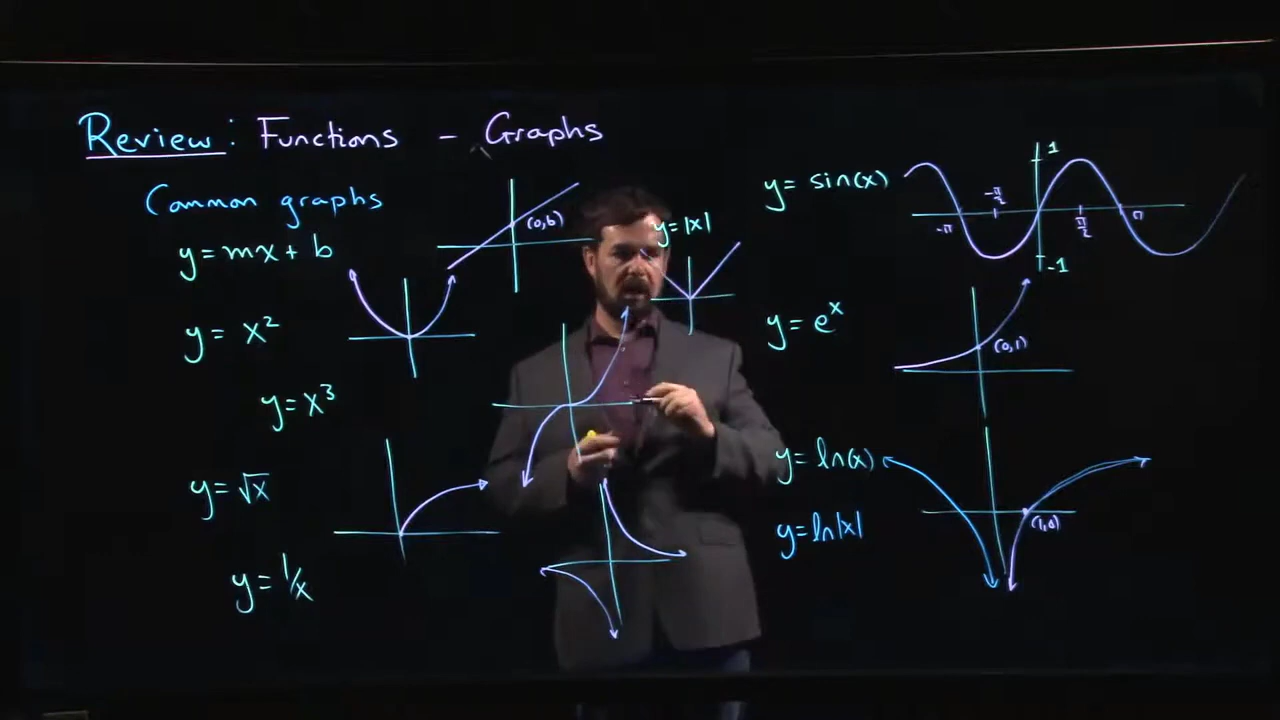 Review: Functions - Graphs
Common graphs
y = mx + b
(0,b)
y = x²
y = |x|
y = x³
y = √x
y = 1/x
y = sin(x)
1
-π
-π/2
π/2
π
-1
y = eˣ
(0,1)
y = ln(x)
y = ln|x|
(1,0)